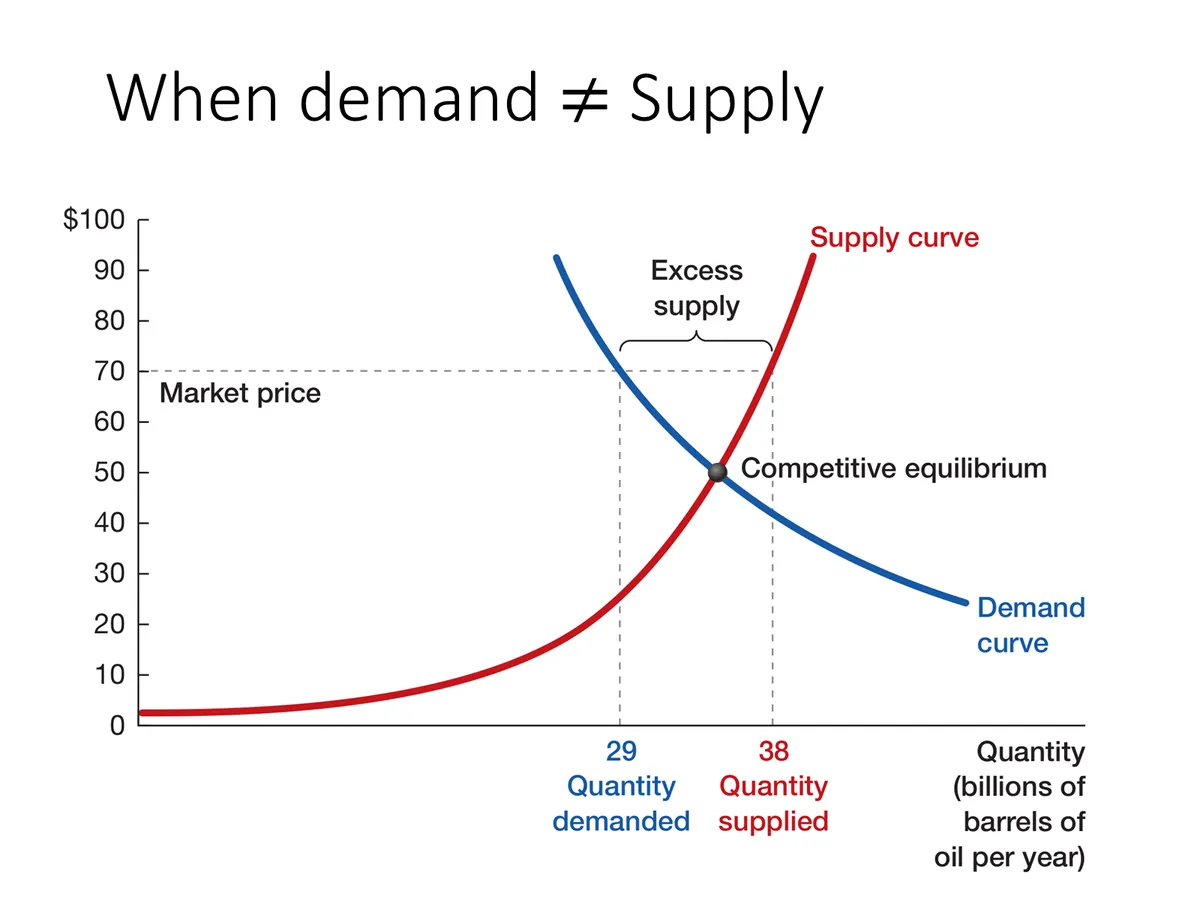 When demand ≠ Supply
$100
90
80
70
60
50
40
30
20
10
0
Supply curve
Excess
supply
Market price
Competitive equilibrium
Demand
curve
29
Quantity
demanded
38
Quantity
supplied
Quantity
(billions of
barrels of
oil per year)